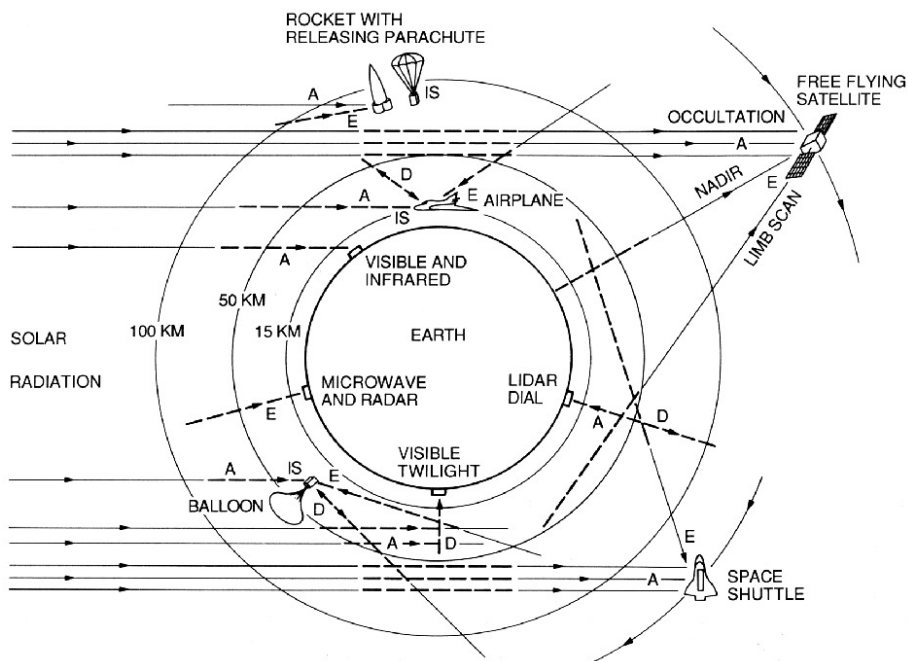 ROCKET WITH
RELEASING PARACHUTE
A
IS
E
FREE FLYING
SATELLITE
OCCULTATION
A
D
NADIR
E
A
E
AIRPLANE
IS
LIMB SCAN
A
VISIBLE AND
INFRARED
50 KM
100 KM
15 KM
EARTH
SOLAR
RADIATION
MICROWAVE
AND RADAR
LIDAR
DIAL
E
A
D
VISIBLE
TWILIGHT
A
IS
E
BALLOON
D
A
D
E
A
SPACE
SHUTTLE